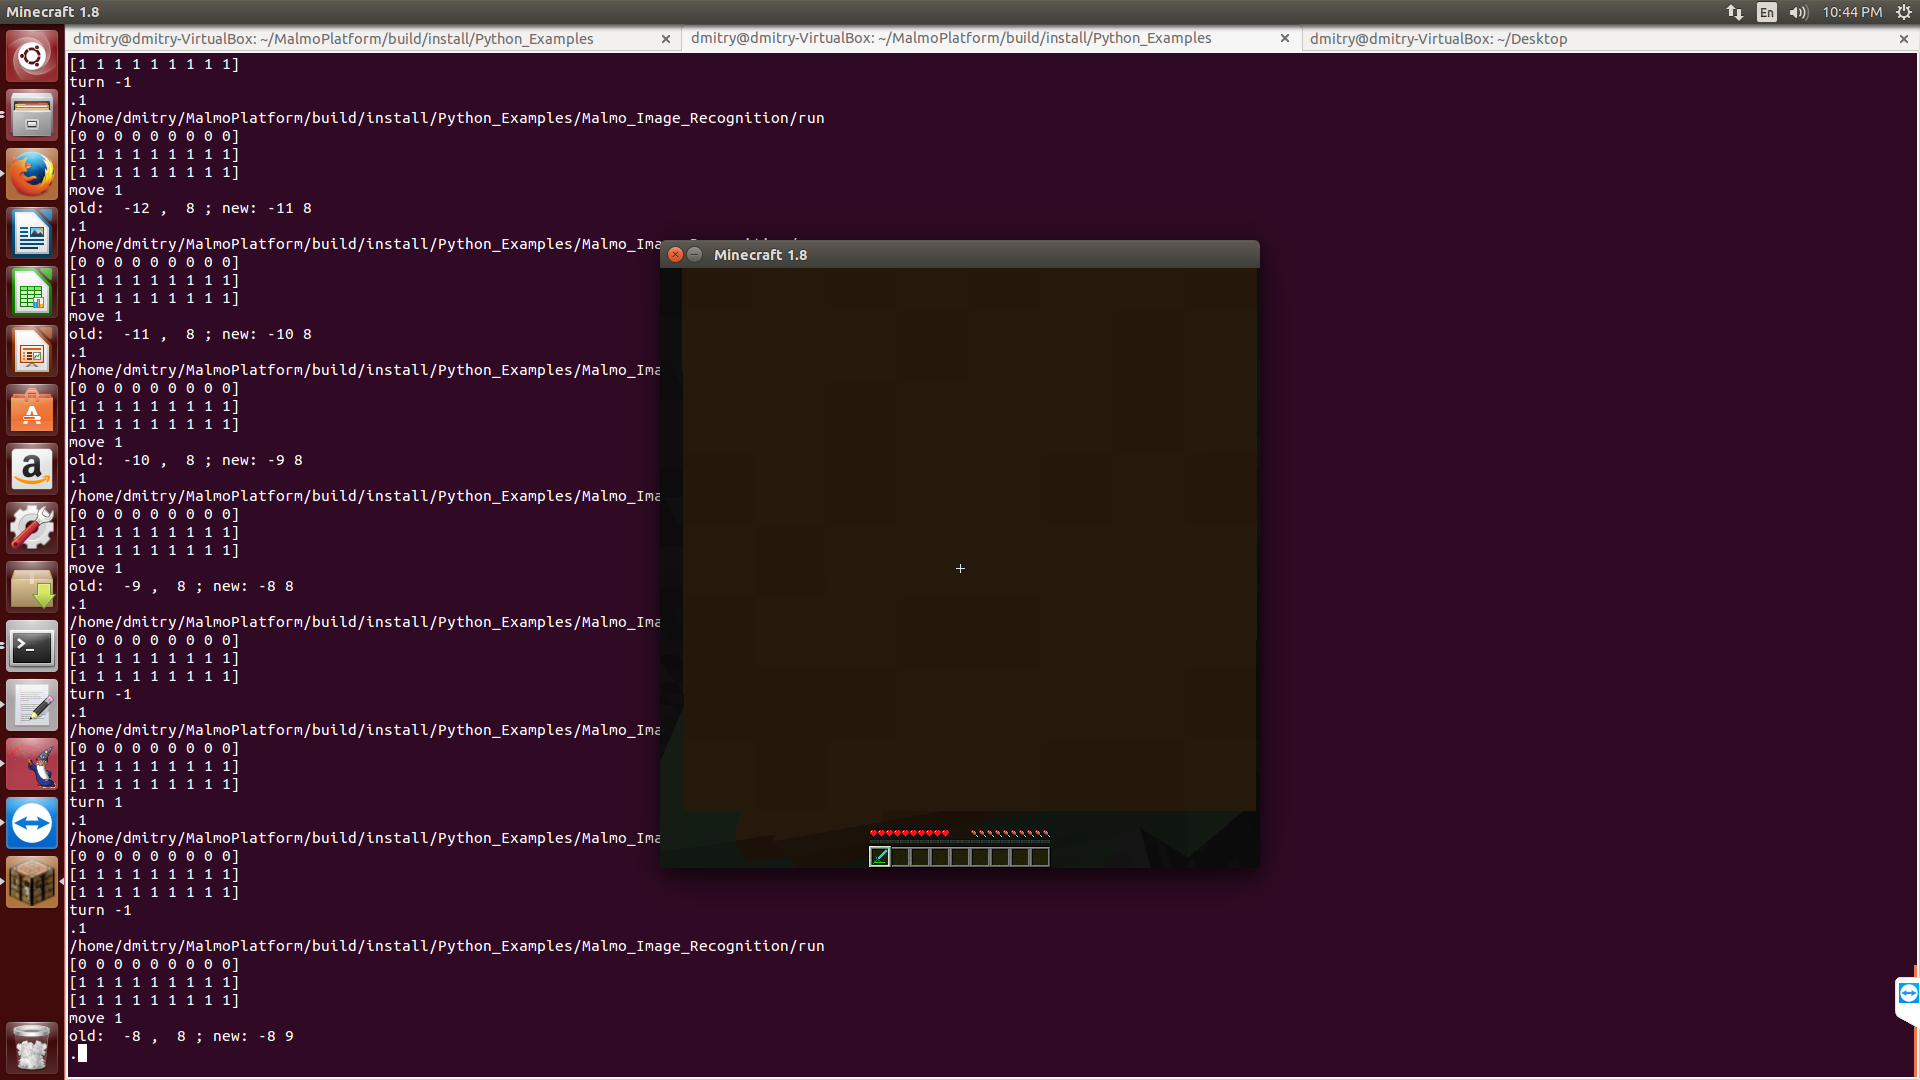 Minecraft 1.8
En
10:44 PM
dmitry@dmitry-VirtualBox: ~/MalmoPlatform/build/install/Python_Examples
dmitry@dmitry-VirtualBox: ~/MalmoPlatform/build/install/Python_Examples
dmitry@dmitry-VirtualBox: ~/Desktop
[1 1 1 1 1 1 1 1 1]
turn -1
.1
/home/dmitry/MalmoPlatform/build/install/Python_Examples/Malmo_Image_Recognition/run
[0 0 0 0 0 0 0 0 0]
[1 1 1 1 1 1 1 1 1]
[1 1 1 1 1 1 1 1 1]
move 1
old:  -12 ,  8 ; new: -11 8
.1
/home/dmitry/MalmoPlatform/build/install/Python_Examples/Malmo_Ima
[0 0 0 0 0 0 0 0 0]
[1 1 1 1 1 1 1 1 1]
[1 1 1 1 1 1 1 1 1]
move 1
old:  -11 ,  8 ; new: -10 8
.1
/home/dmitry/MalmoPlatform/build/install/Python_Examples/Malmo_Ima
[0 0 0 0 0 0 0 0 0]
[1 1 1 1 1 1 1 1 1]
[1 1 1 1 1 1 1 1 1]
move 1
old:  -10 ,  8 ; new: -9 8
.1
/home/dmitry/MalmoPlatform/build/install/Python_Examples/Malmo_Ima
[0 0 0 0 0 0 0 0 0]
[1 1 1 1 1 1 1 1 1]
[1 1 1 1 1 1 1 1 1]
move 1
old:  -9 ,  8 ; new: -8 8
.1
/home/dmitry/MalmoPlatform/build/install/Python_Examples/Malmo_Ima
[0 0 0 0 0 0 0 0 0]
[1 1 1 1 1 1 1 1 1]
[1 1 1 1 1 1 1 1 1]
turn -1
.1
/home/dmitry/MalmoPlatform/build/install/Python_Examples/Malmo_Ima
[0 0 0 0 0 0 0 0 0]
[1 1 1 1 1 1 1 1 1]
[1 1 1 1 1 1 1 1 1]
turn 1
.1
/home/dmitry/MalmoPlatform/build/install/Python_Examples/Malmo_Ima
[0 0 0 0 0 0 0 0 0]
[1 1 1 1 1 1 1 1 1]
[1 1 1 1 1 1 1 1 1]
turn -1
.1
/home/dmitry/MalmoPlatform/build/install/Python_Examples/Malmo_Image_Recognition/run
[0 0 0 0 0 0 0 0 0]
[1 1 1 1 1 1 1 1 1]
[1 1 1 1 1 1 1 1 1]
move 1
old:  -8 ,  8 ; new: -8 9
.
Minecraft 1.8